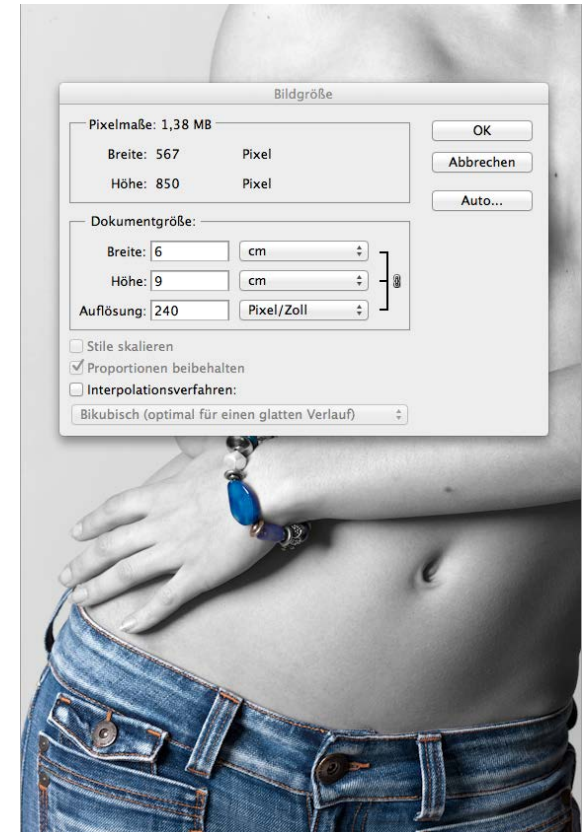 Bildgröße
Pixelmaße: 1,38 MB
Breite: 567 Pixel
Höhe: 850 Pixel
OK
Abbrechen
Auto...
Dokumentgröße:
Breite: 6 cm
Höhe: 9 cm
Auflösung: 240 Pixel/Zoll
Stile skalieren
Proportionen beibehalten
Interpolationsverfahren:
Bikubisch (optimal für einen glatten Verlauf)